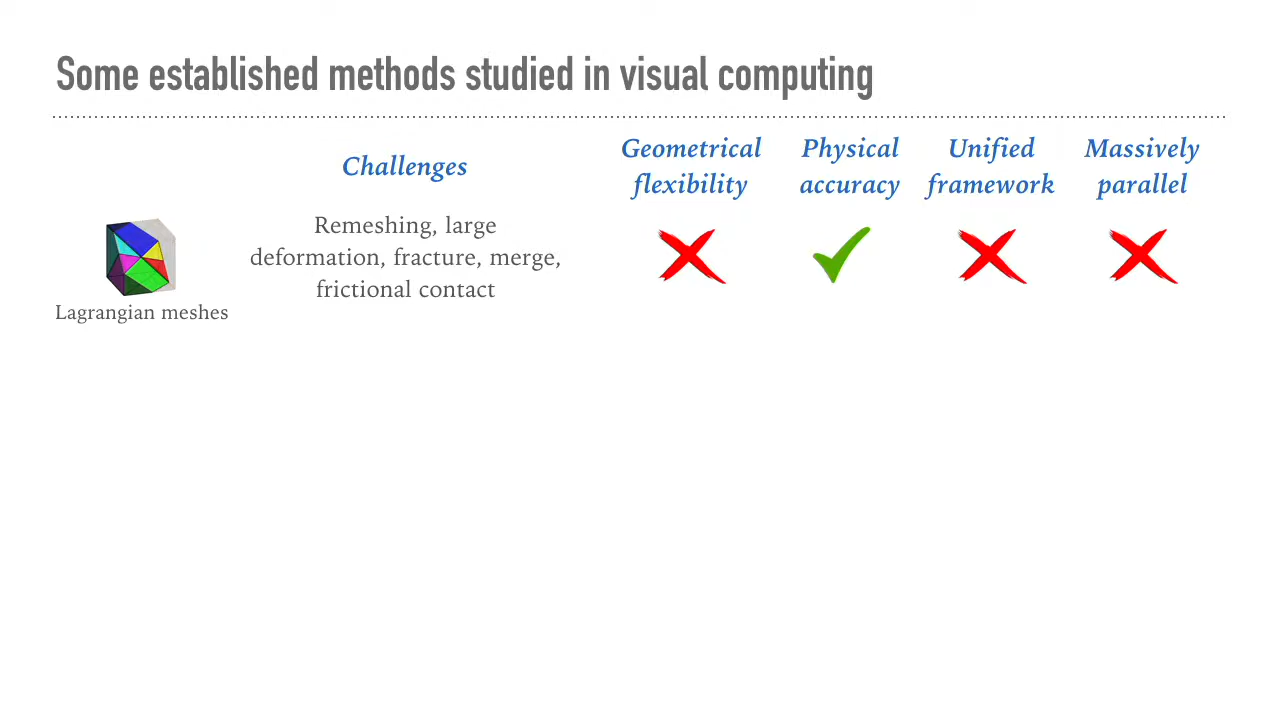 Some established methods studied in visual computing
Challenges
Geometrical
flexibility
Physical
accuracy
Unified
framework
Massively
parallel
Remeshing, large
deformation, fracture, merge,
frictional contact
Lagrangian meshes